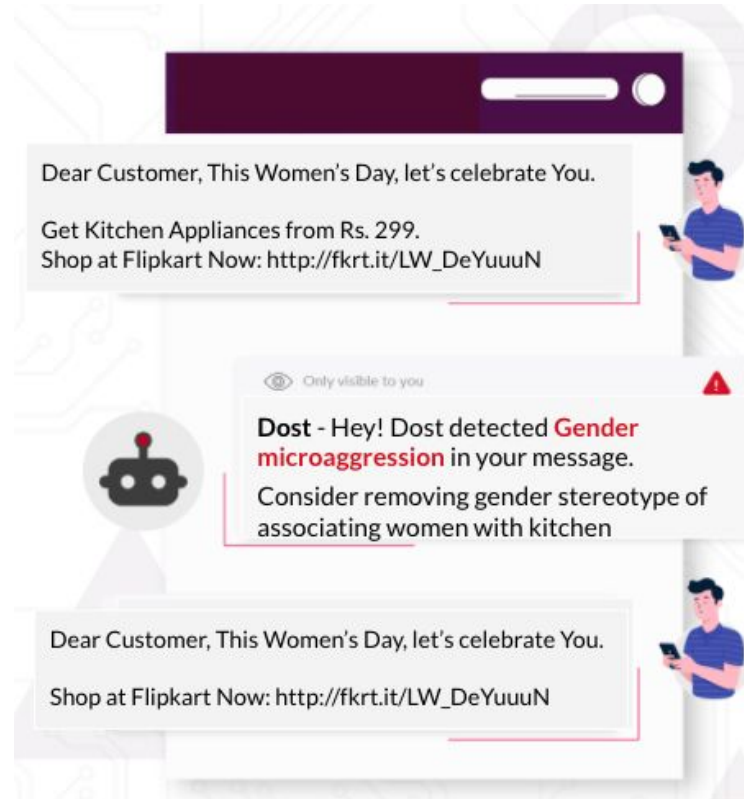 Dear Customer, This Women’s Day, let’s celebrate You.
Get Kitchen Appliances from Rs. 299.
Shop at Flipkart Now: http://fkrt.it/LW_DeYuuuN
Only visible to you
Dost - Hey! Dost detected Gender
microaggression in your message.
Consider removing gender stereotype of
associating women with kitchen
Dear Customer, This Women’s Day, let’s celebrate You.
Shop at Flipkart Now: http://fkrt.it/LW_DeYuuuN